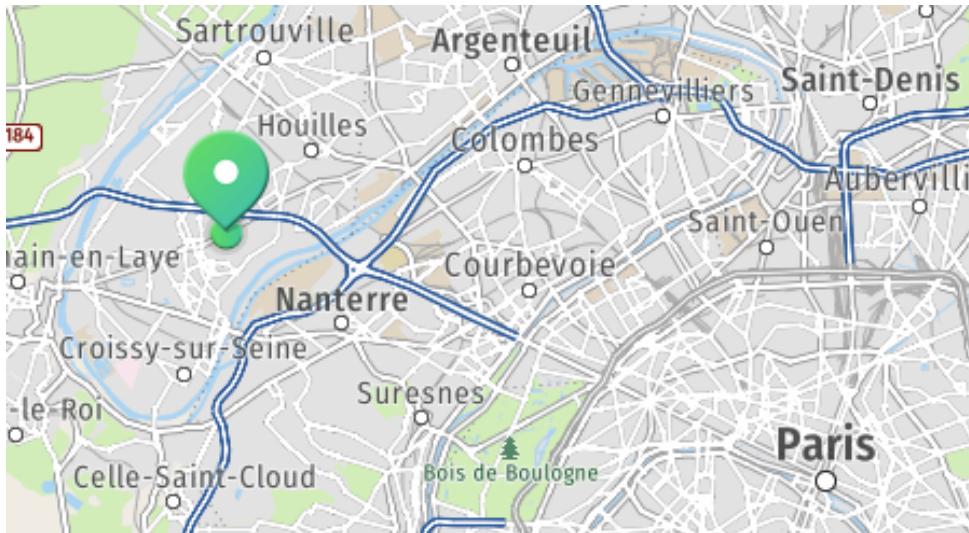 Sartrouville
Argenteuil
Gennevilliers
Saint-Denis
184
Houilles
Colombes
Aubervilli
Saint-Ouen
nain-en-Laye
Courbevoie
Nanterre
Croissy-sur-Seine
Suresnes
-le-Roi
Paris
Bois de Boulogne
Celle-Saint-Cloud